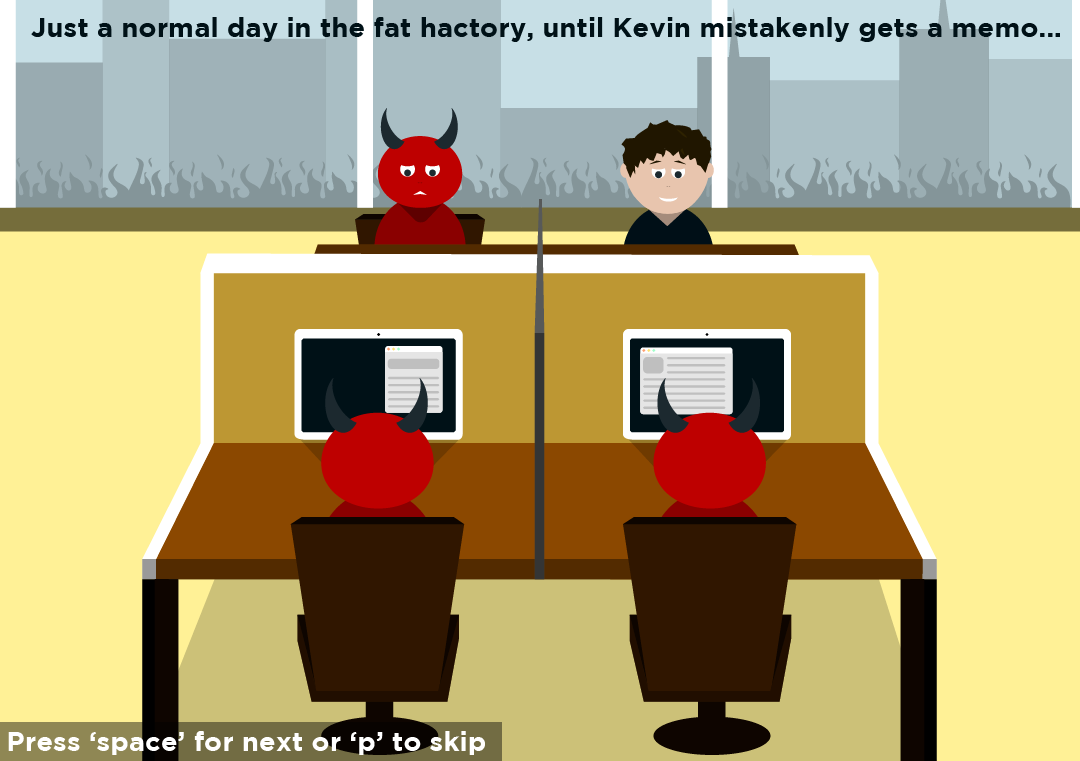 Just a normal day in the fat hactory, until Kevin mistakenly gets a memo...
Press ‘space’ for next or ‘p’ to skip